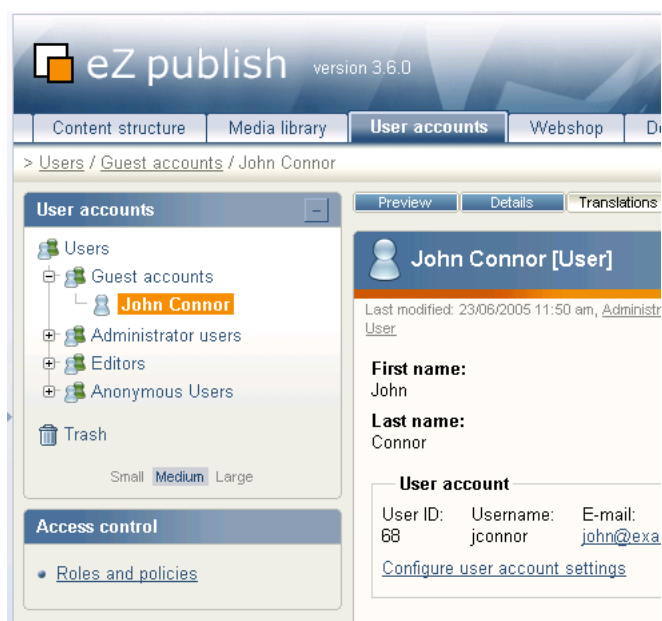 eZ publish version 3.6.0
Content structure Media library User accounts Webshop
> Users / Guest accounts / John Connor
User accounts
Users
Guest accounts
John Connor
Administrator users
Editors
Anonymous Users
Trash
Small Medium Large
Access control
Roles and policies
Preview Details Translations
John Connor [User]
Last modified: 23/06/2005 11:50 am, Administr
User
First name:
John
Last name:
Connor
User account
User ID: Username: E-mail:
68 jconnor john@exa
Configure user account settings